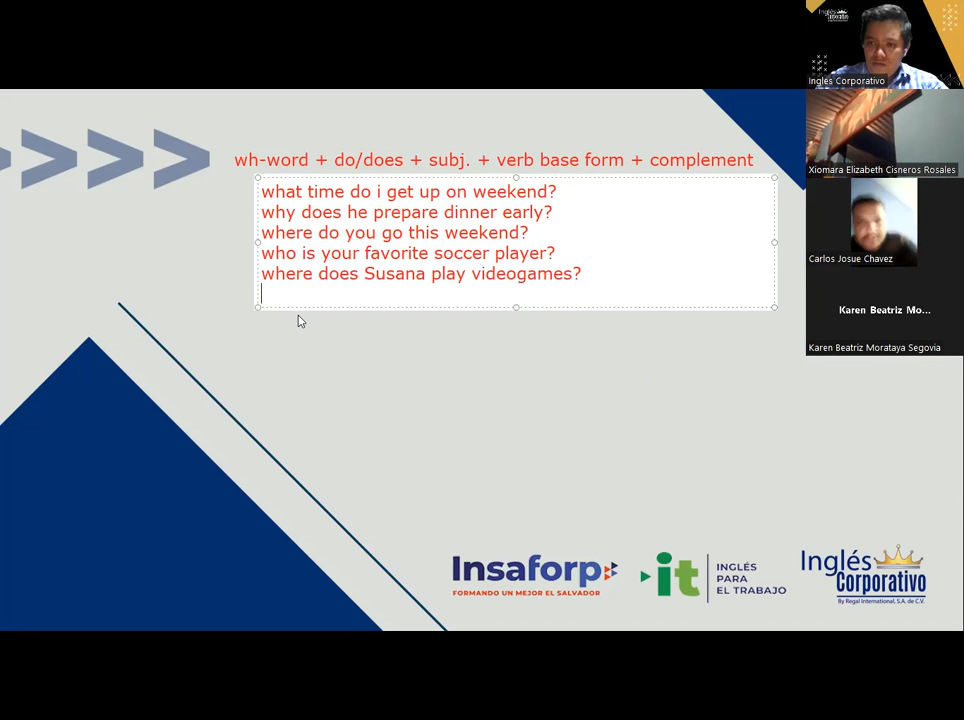 Inglés
Corporativo
Inglés Corporativo
>>>>
wh-word + do/does + subj. + verb base form + complement
what time do i get up on weekend?
why does he prepare dinner early?
where do you go this weekend?
who is your favorite soccer player?
where does Susana play videogames?
Xiomara Elizabeth Cisneros Rosales
Carlos Josue Chavez
Karen Beatriz Mo...
Karen Beatriz Morataya Segovia
Insaforp
FORMANDO UN MEJOR EL SALVADOR
it
INGLÉS
PARA
EL TRABAJO
Inglés
Corporativo
By Regal International, S.A. de C.V.